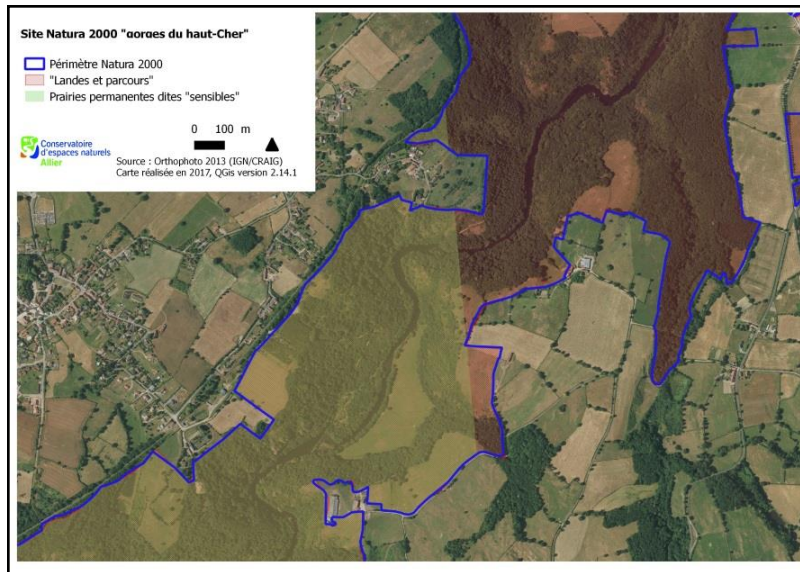 Site Natura 2000 "gorges du haut-Cher"
Périmètre Natura 2000
"Landes et parcours"
Prairies permanentes dites "sensibles"
0 100 m
Conservatoire
d'espaces naturels
Allier
Source : Orthophoto 2013 (IGN/CRAIG)
Carte réalisée en 2017, QGis version 2.14.1